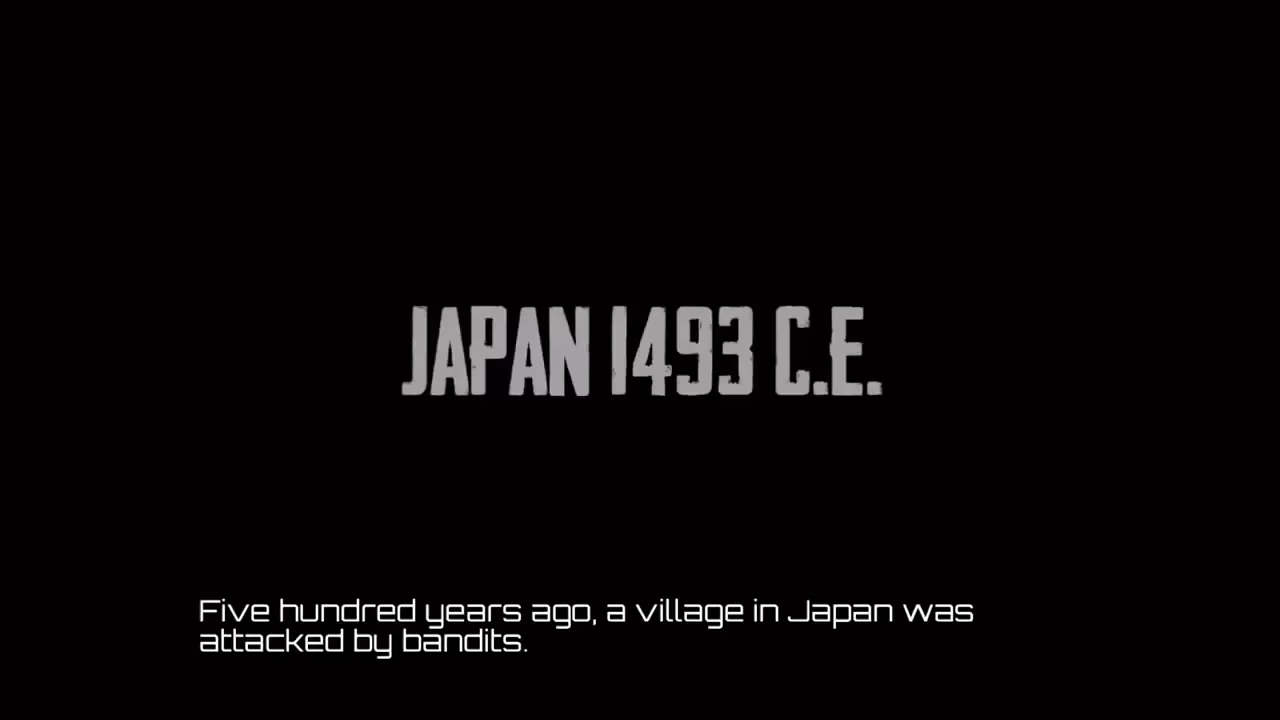 JAPAN 1493 C.E.
Five hundred years ago, a village in Japan was
attacked by bandits.